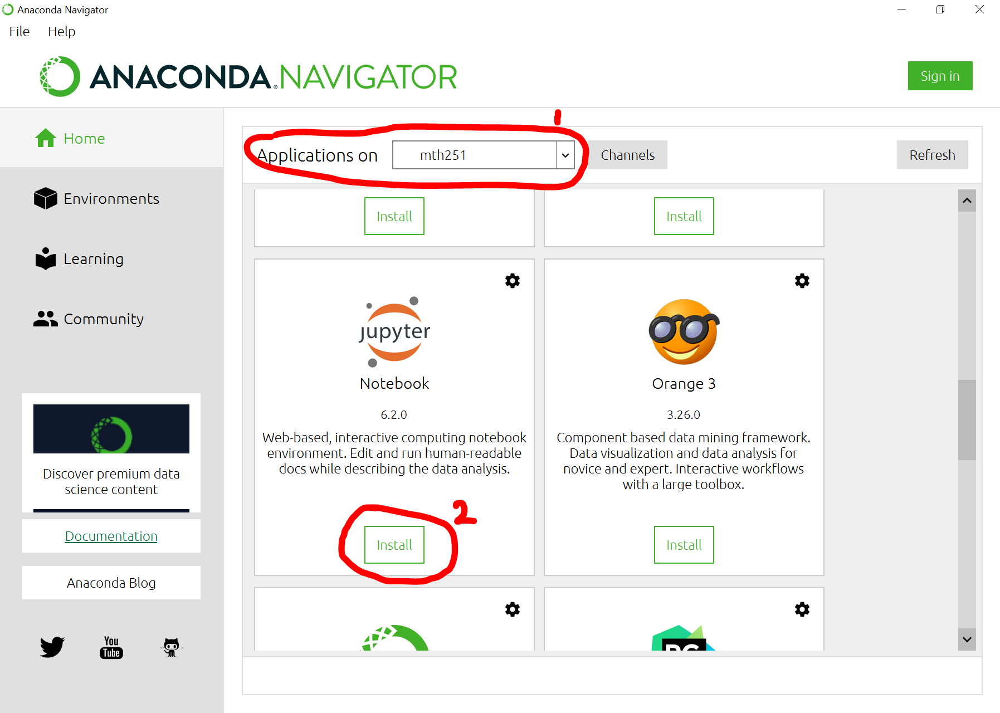 Anaconda Navigator
File Help
ANACONDA.NAVIGATOR
Sign in
1
Home
Applications on mth251 Channels Refresh
Environments
Install Install
Learning
Community
jupyter
Notebook
6.2.0
Web-based, interactive computing notebook
environment. Edit and run human-readable
docs while describing the data analysis.
2
Install
Orange 3
3.26.0
Component based data mining framework.
Data visualization and data analysis for
novice and expert. Interactive workflows
with a large toolbox.
Install
Discover premium data
science content
Documentation
Anaconda Blog
You
Tube